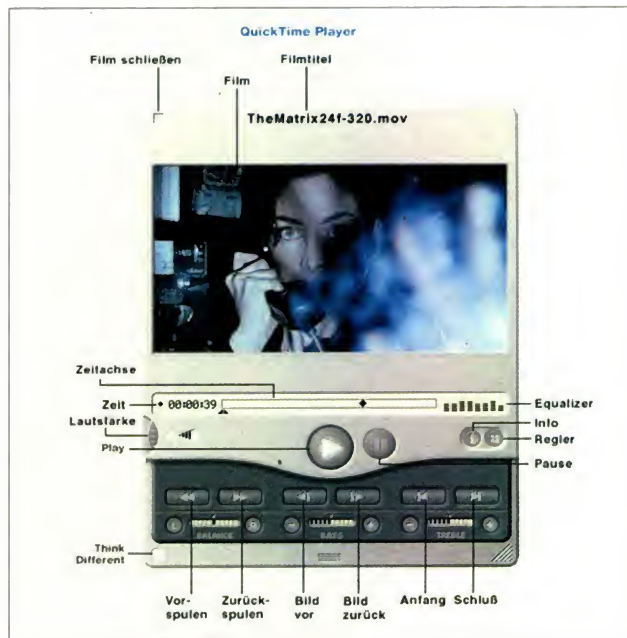 QuickTime Player
Film schließen
Filmtitel
Film
TheMatrix24f-320.mov
Zeitachse
Zeit
00:00:39
Equalizer
Lautstärke
Info
Play
Regler
Pause
BALANCE
BASS
TREBLE
Think
Different
Vor-
spulen
Zurück-
spulen
Bild
vor
Bild
zurück
Anfang
Schluß